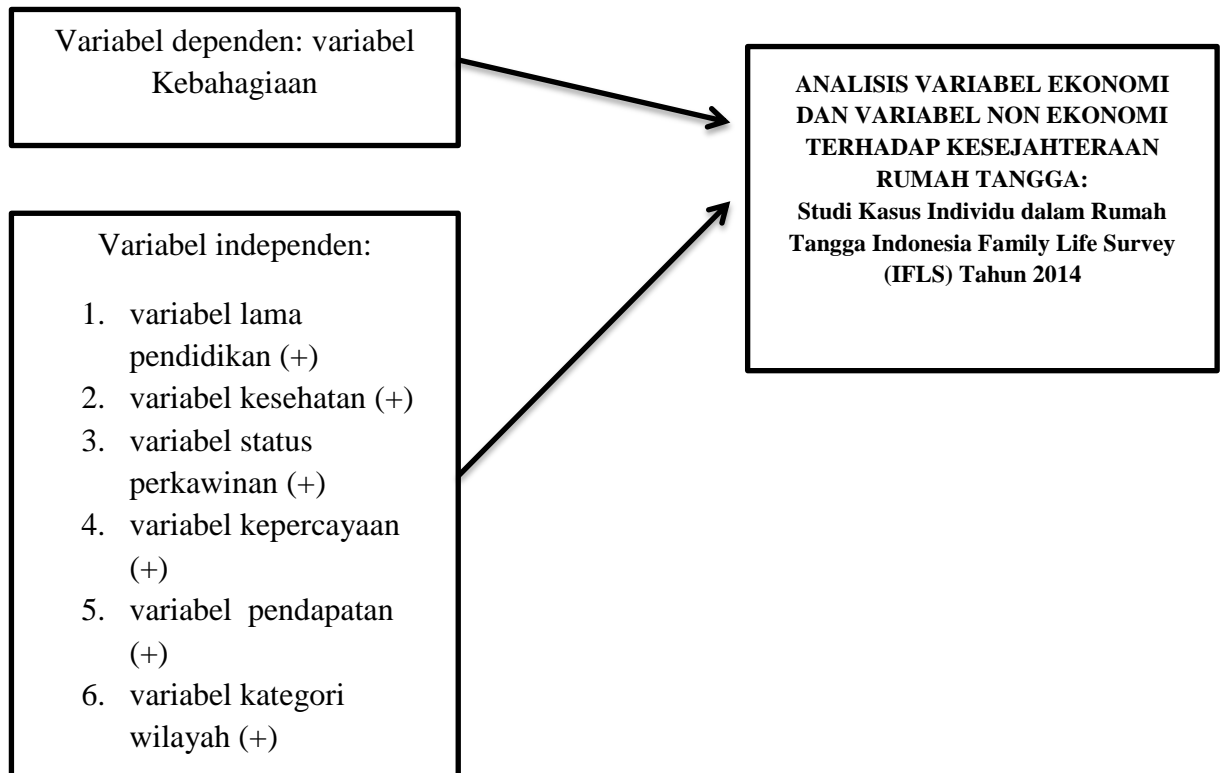 Variabel dependen: variabel
Kebahagiaan
ANALISIS VARIABEL EKONOMI
DAN VARIABEL NON EKONOMI
TERHADAP KESEJAHTERAAN
RUMAH TANGGA:
Studi Kasus Individu dalam Rumah
Tangga Indonesia Family Life Survey
(IFLS) Tahun 2014
Variabel independen:
1. variabel lama
pendidikan (+)
2. variabel kesehatan (+)
3. variabel status
perkawinan (+)
4. variabel kepercayaan
(+)
5. variabel pendapatan
(+)
6. variabel kategori
wilayah (+)